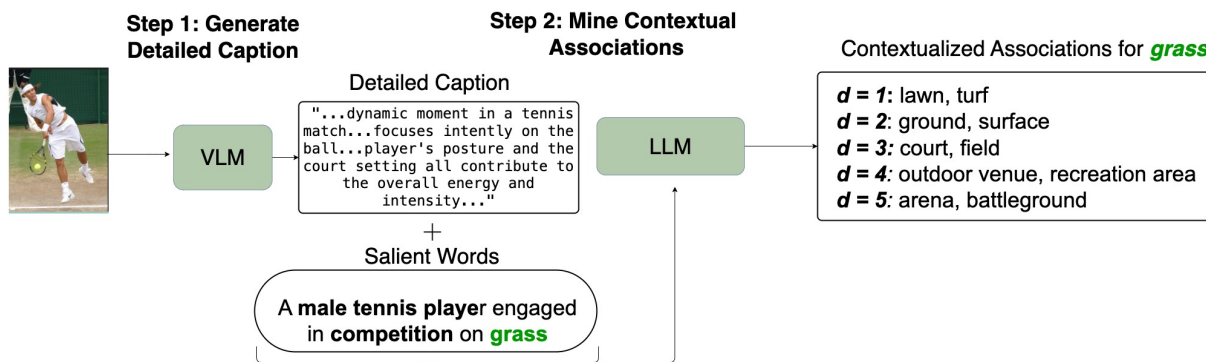 Step 1: Generate
Detailed Caption
Step 2: Mine Contextual
Associations
Contextualized Associations for grass
Detailed Caption
VLM
"...dynamic moment in a tennis
match...focuses intently on the
ball...player's posture and the
court setting all contribute to
the overall energy and
intensity..."
LLM
d = 1: lawn, turf
d = 2: ground, surface
d = 3: court, field
d = 4: outdoor venue, recreation area
d = 5: arena, battleground
+
Salient Words
A male tennis player engaged
in competition on grass